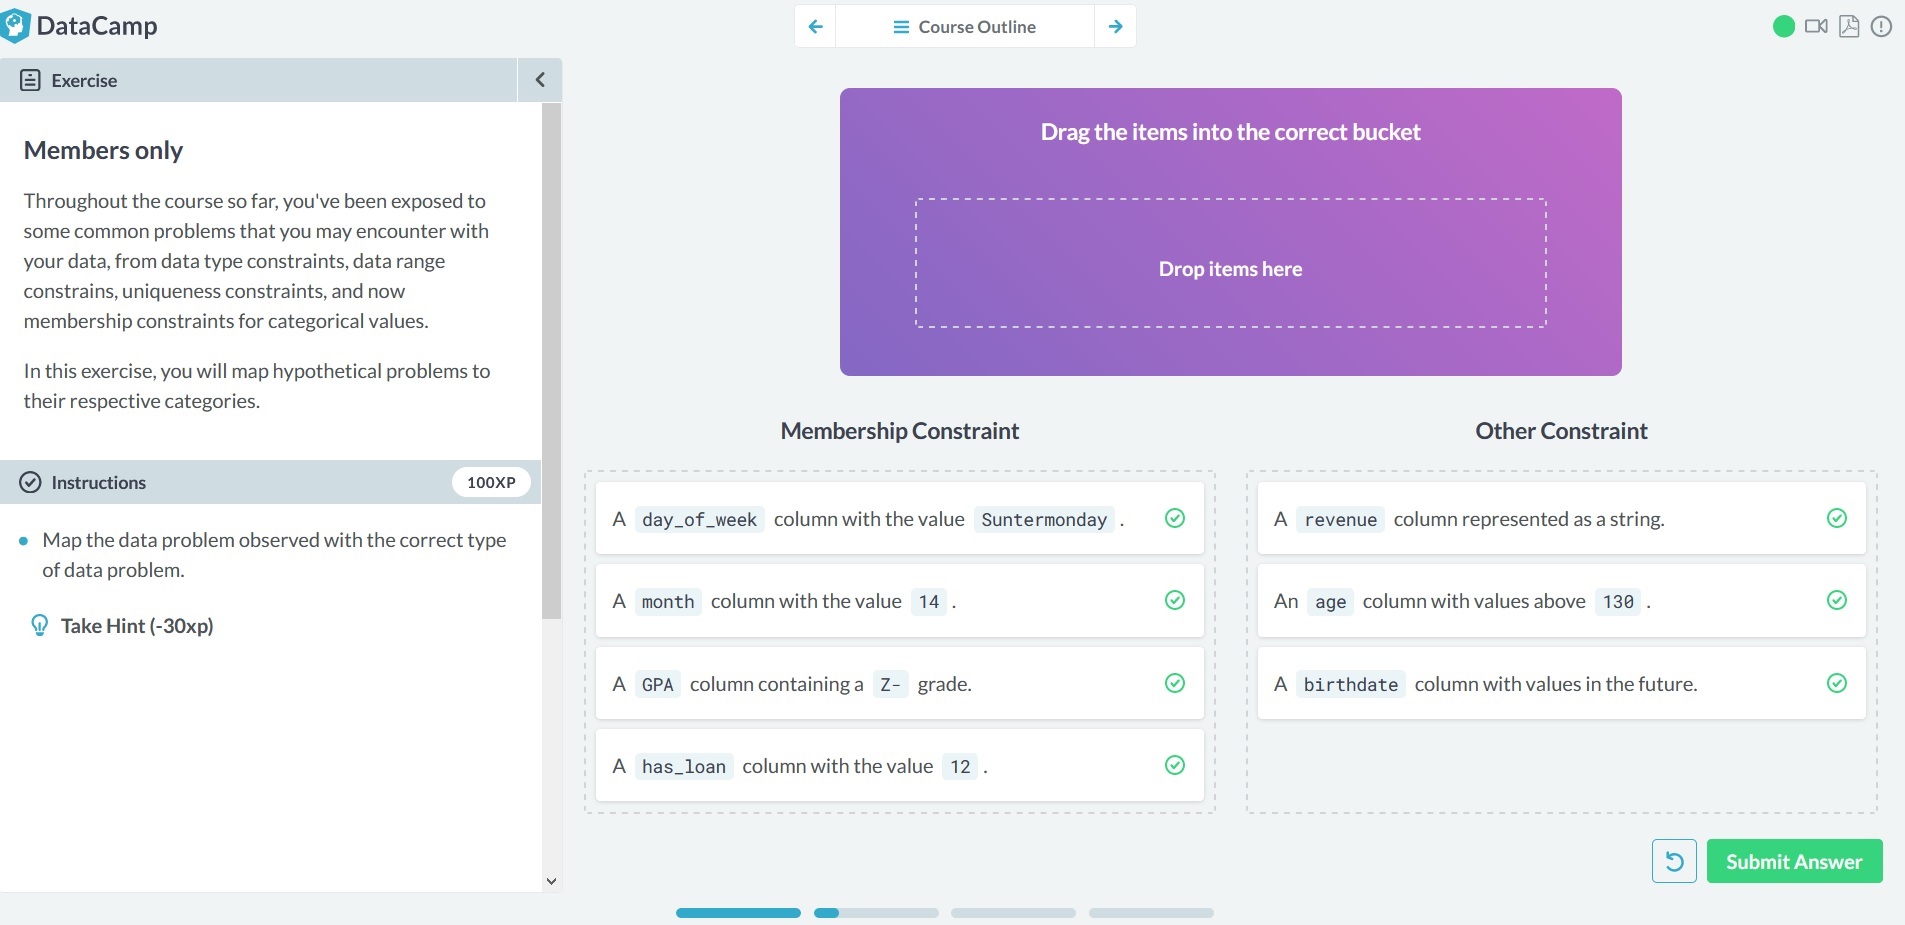 DataCamp
Course Outline
Exercise
Members only
Throughout the course so far, you've been exposed to
some common problems that you may encounter with
your data, from data type constraints, data range
constrains, uniqueness constraints, and now
membership constraints for categorical values.
In this exercise, you will map hypothetical problems to
their respective categories.
Instructions
100XP
Map the data problem observed with the correct type
of data problem.
Take Hint (-30xp)
Drag the items into the correct bucket
Drop items here
Membership Constraint
A day_of_week column with the value Suntermonday .
A month column with the value 14 .
A GPA column containing a Z- grade.
A has_loan column with the value 12 .
Other Constraint
A revenue column represented as a string.
An age column with values above 130 .
A birthdate column with values in the future.
Submit Answer